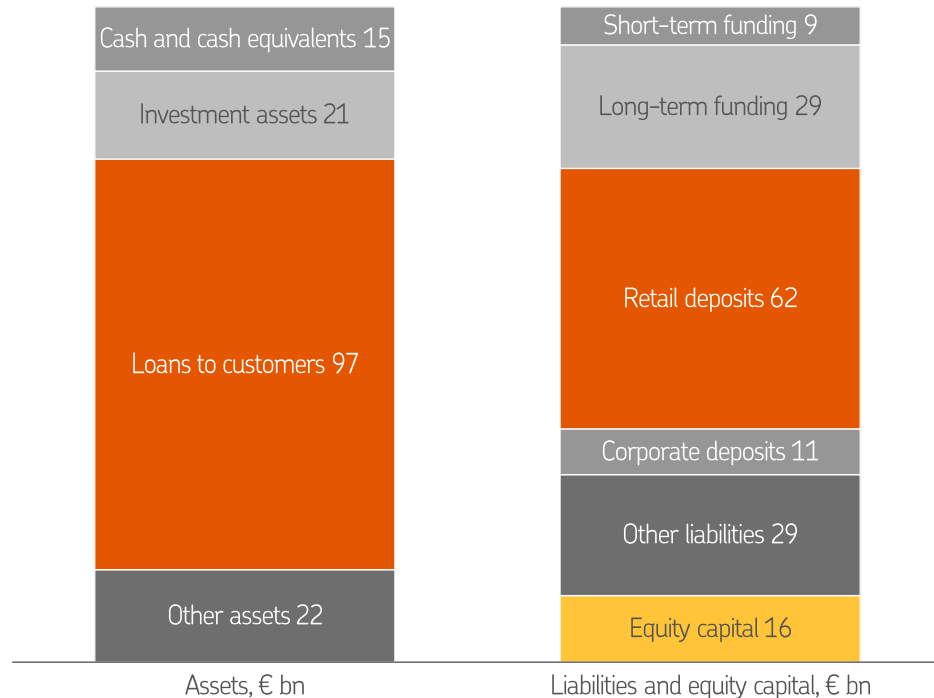 Cash and cash equivalents 15
Investment assets 21
Loans to customers 97
Other assets 22
Assets, € bn
Short-term funding 9
Long-term funding 29
Retail deposits 62
Corporate deposits 11
Other liabilities 29
Equity capital 16
Liabilities and equity capital, € bn